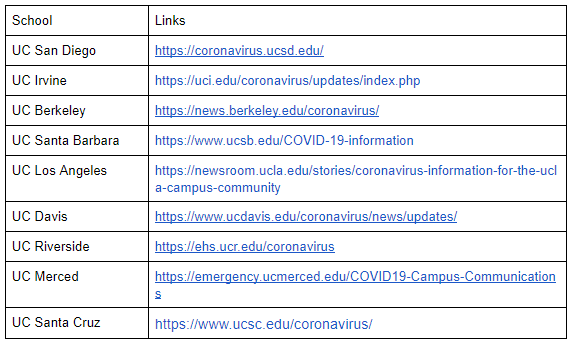 School Links
UC San Diego https://coronavirus.ucsd.edu/
UC Irvine https://uci.edu/coronavirus/updates/index.php
UC Berkeley https://news.berkeley.edu/coronavirus/
UC Santa Barbara https://www.ucsb.edu/COVID-19-information
UC Los Angeles https://newsroom.ucla.edu/stories/coronavirus-information-for-the-ucl
a-campus-community
UC Davis https://www.ucdavis.edu/coronavirus/news/updates/
UC Riverside https://ehs.ucr.edu/coronavirus
UC Merced https://emergency.ucmerced.edu/COVID19-Campus-Communication
s
UC Santa Cruz https://www.ucsc.edu/coronavirus/